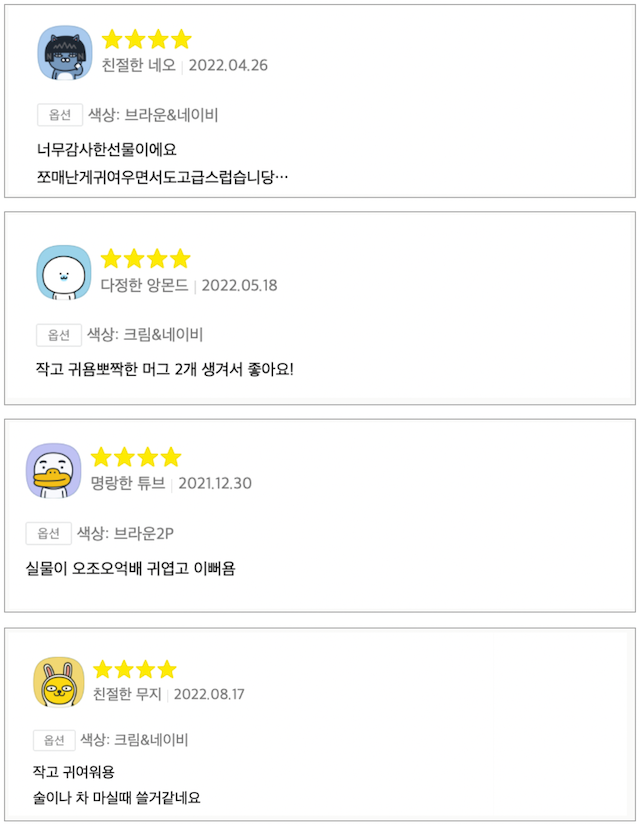 친절한 네오 | 2022.04.26
옵션 색상: 브라운&네이비
너무감사한선물이에요
쪼매난게귀여우면서도고급스럽습니당…
다정한 앙몬드 | 2022.05.18
옵션 색상: 크림&네이비
작고 귀욤뽀짝한 머그 2개 생겨서 좋아요!
명랑한 튜브 | 2021.12.30
옵션 색상: 브라운2P
실물이 오조오억배 귀엽고 이뻐욤
친절한 무지 | 2022.08.17
옵션 색상: 크림&네이비
작고 귀여워용
술이나 차 마실때 쓸거같네요